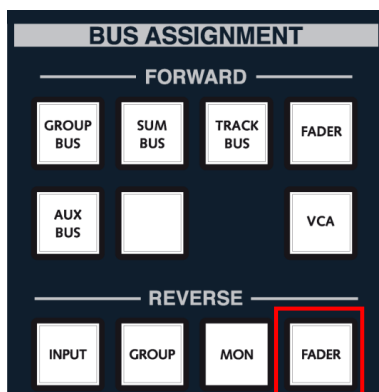 BUS ASSIGNMENT
FORWARD
GROUP
BUS
SUM
BUS
TRACK
BUS
FADER
AUX
BUS
VCA
REVERSE
INPUT
GROUP
MON
FADER